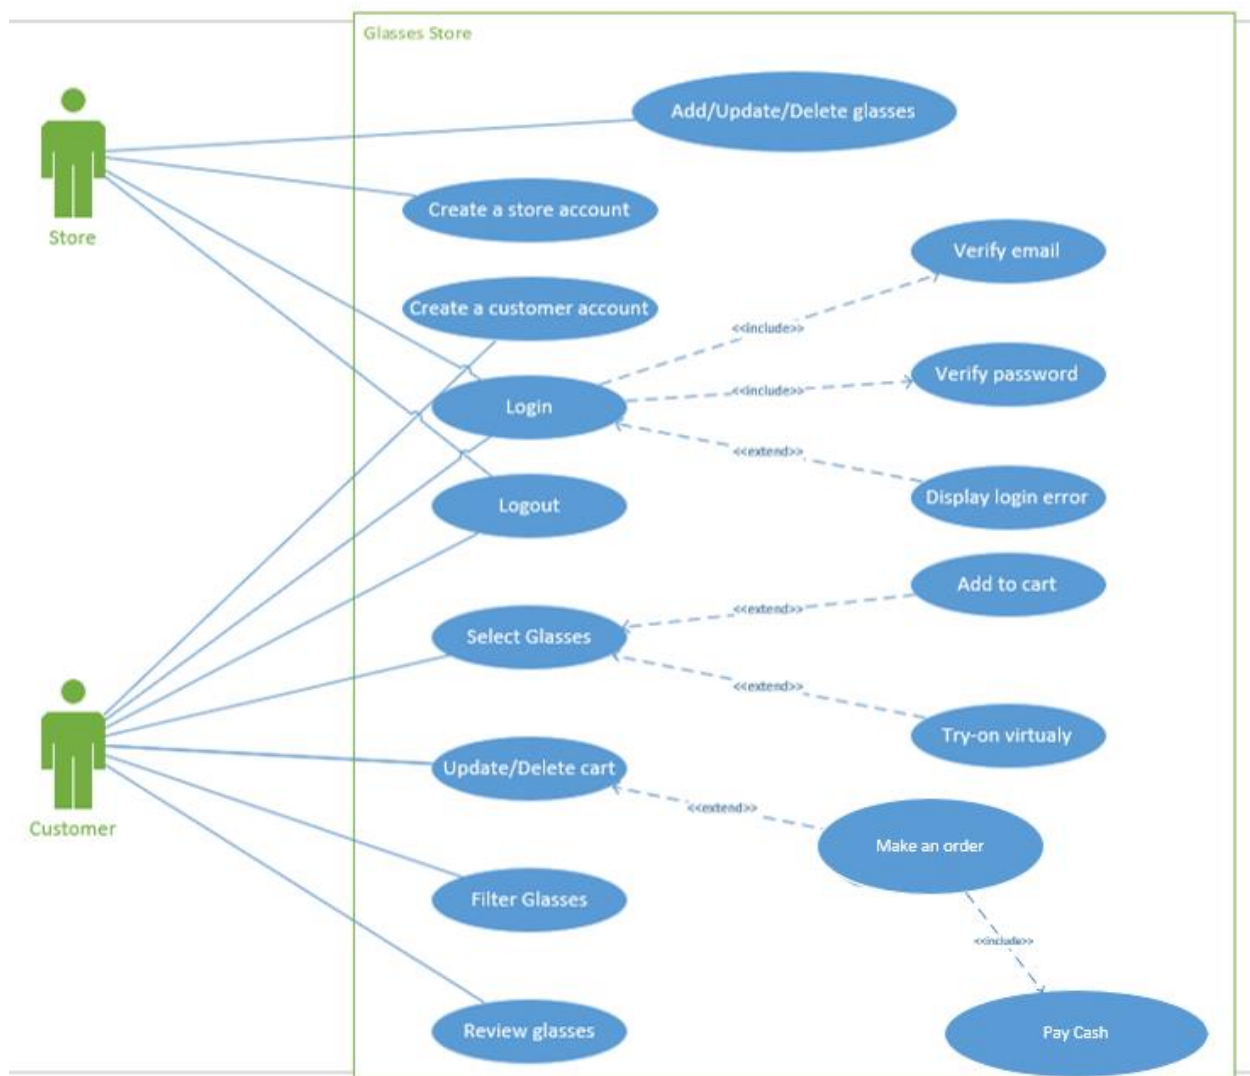 Glasses Store
Add/Update/Delete glasses
Store
Create a store account
Verify email
Create a customer account
<<include>>
Verify password
<<include>>
Login
<<extend>>
Display login error
Logout
Add to cart
<<extend>>
Select Glasses
<<extend>>
Try-on virtualy
Update/Delete cart
<<extend>>
Customer
Make an order
Filter Glasses
<<include>>
Review glasses
Pay Cash